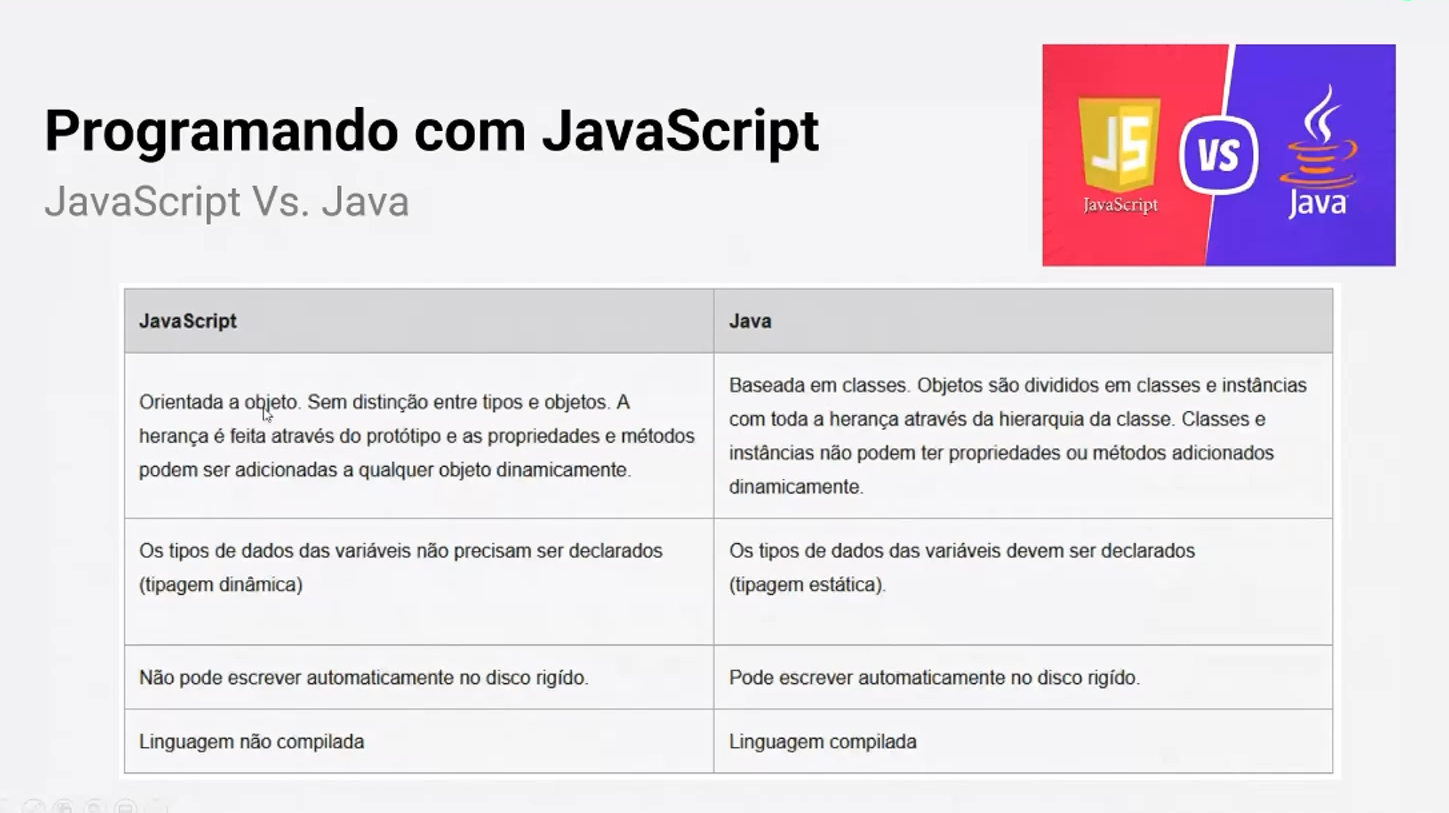 Programando com JavaScript
JavaScript Vs. Java
JS
VS
JavaScript
Java
JavaScript
Java
Orientada a objeto. Sem distinção entre tipos e objetos. A
herança é feita através do protótipo e as propriedades e métodos
podem ser adicionadas a qualquer objeto dinamicamente.
Baseada em classes. Objetos são divididos em classes e instâncias
com toda a herança através da hierarquia da classe. Classes e
instâncias não podem ter propriedades ou métodos adicionados
dinamicamente.
Os tipos de dados das variáveis não precisam ser declarados
(tipagem dinâmica)
Os tipos de dados das variáveis devem ser declarados
(tipagem estática).
Não pode escrever automaticamente no disco rigído.
Pode escrever automaticamente no disco rigído.
Linguagem não compilada
Linguagem compilada